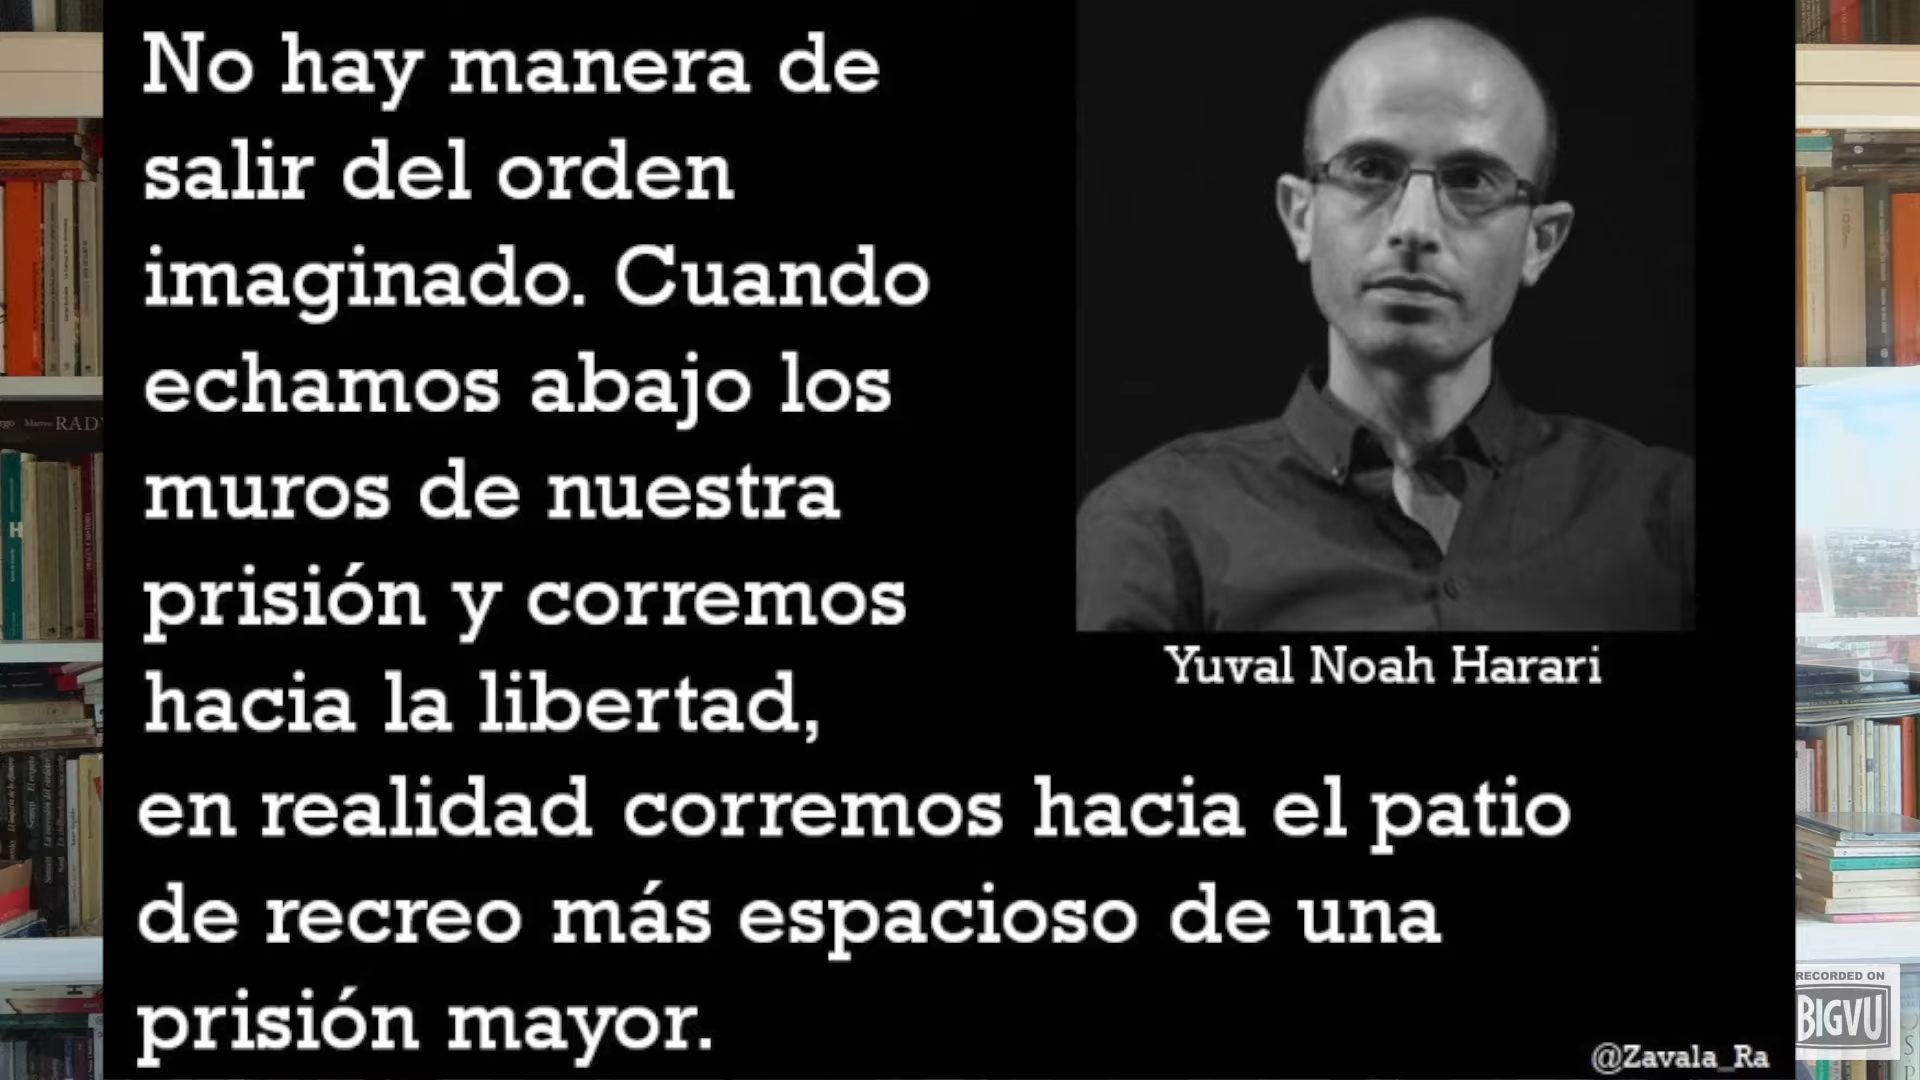 No hay manera de
salir del orden
imaginado. Cuando
echamos abajo los
muros de nuestra
prisión y corremos
hacia la libertad,
en realidad corremos hacia el patio
de recreo más espacioso de una
prisión mayor.
Yuval Noah Harari
@Zavala_Ra
RECORDED ON
BIGVU
H